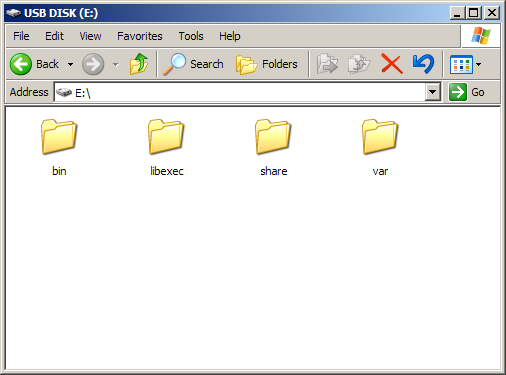 USB DISK (E:)
File Edit View Favorites Tools Help
Back Search Folders
Address E:\ Go
bin libexec share var